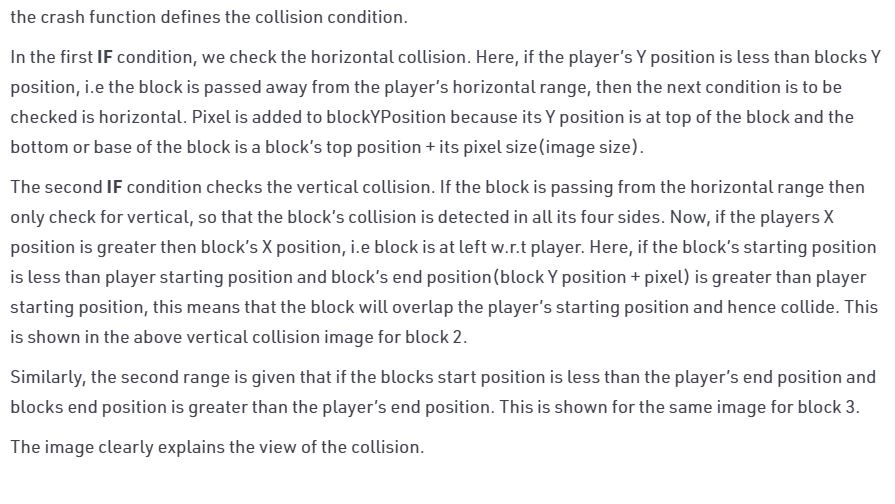 the crash function defines the collision condition.
In the first IF condition, we check the horizontal collision. Here, if the player’s Y position is less than blocks Y
position, i.e the block is passed away from the player’s horizontal range, then the next condition is to be
checked is horizontal. Pixel is added to blockYPosition because its Y position is at top of the block and the
bottom or base of the block is a block’s top position + its pixel size(image size).
The second IF condition checks the vertical collision. If the block is passing from the horizontal range then
only check for vertical, so that the block’s collision is detected in all its four sides. Now, if the players X
position is greater then block’s X position, i.e block is at left w.r.t player. Here, if the block’s starting position
is less than player starting position and block’s end position(block Y position + pixel) is greater than player
starting position, this means that the block will overlap the player’s starting position and hence collide. This
is shown in the above vertical collision image for block 2.
Similarly, the second range is given that if the blocks start position is less than the player’s end position and
blocks end position is greater than the player’s end position. This is shown for the same image for block 3.
The image clearly explains the view of the collision.